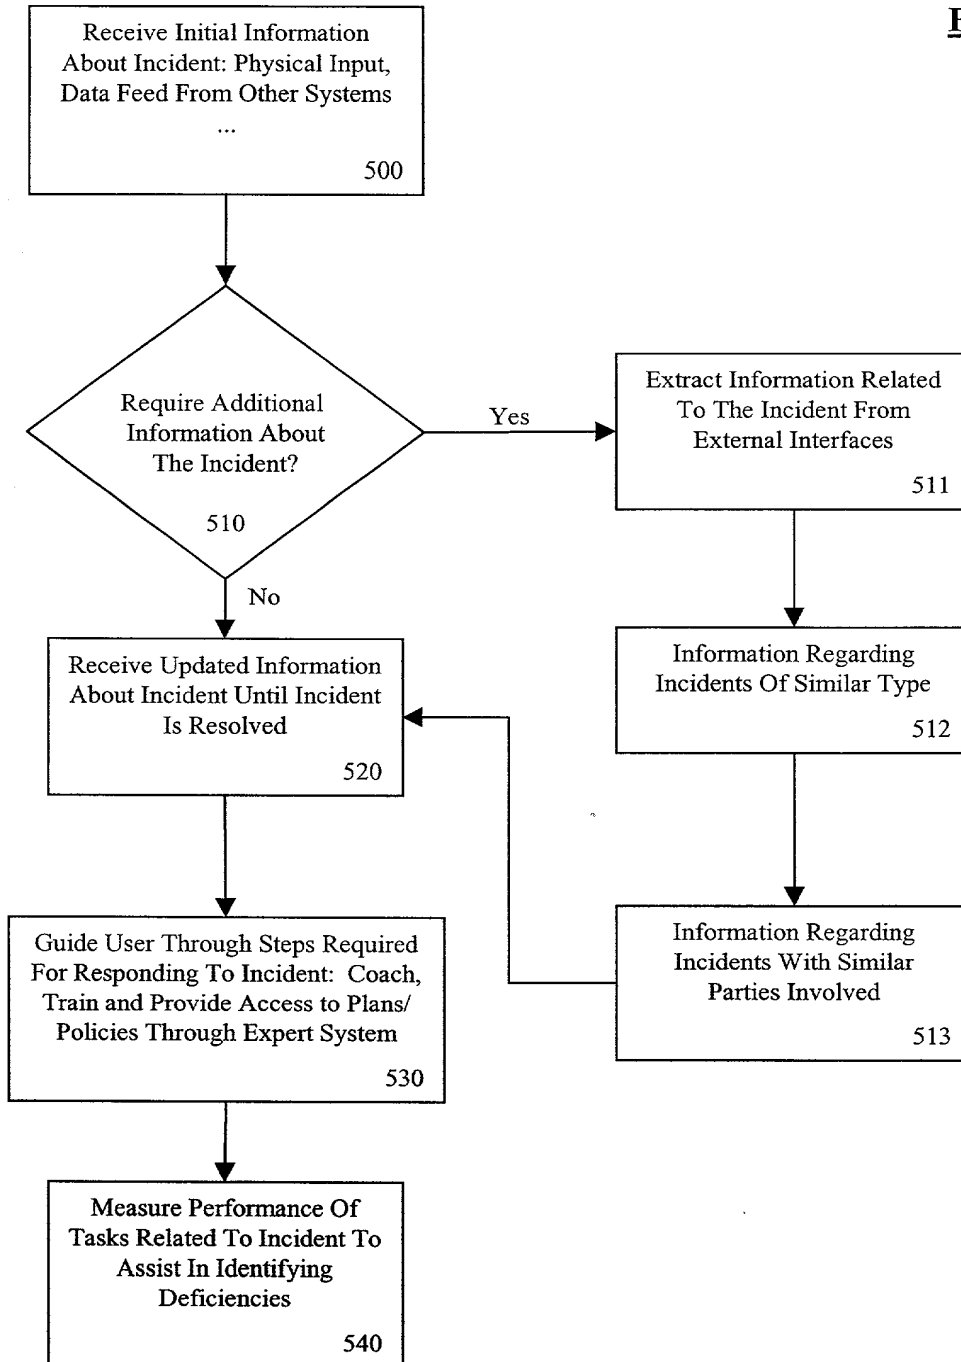 Receive Initial Information
About Incident: Physical Input,
Data Feed From Other Systems
...
500
Require Additional
Information About
The Incident?
510
Yes
No
Extract Information Related
To The Incident From
External Interfaces
511
Information Regarding
Incidents Of Similar Type
512
Information Regarding
Incidents With Similar
Parties Involved
513
Receive Updated Information
About Incident Until Incident
Is Resolved
520
Guide User Through Steps Required
For Responding To Incident: Coach,
Train and Provide Access to Plans/
Policies Through Expert System
530
Measure Performance Of
Tasks Related To Incident To
Assist In Identifying
Deficiencies
540